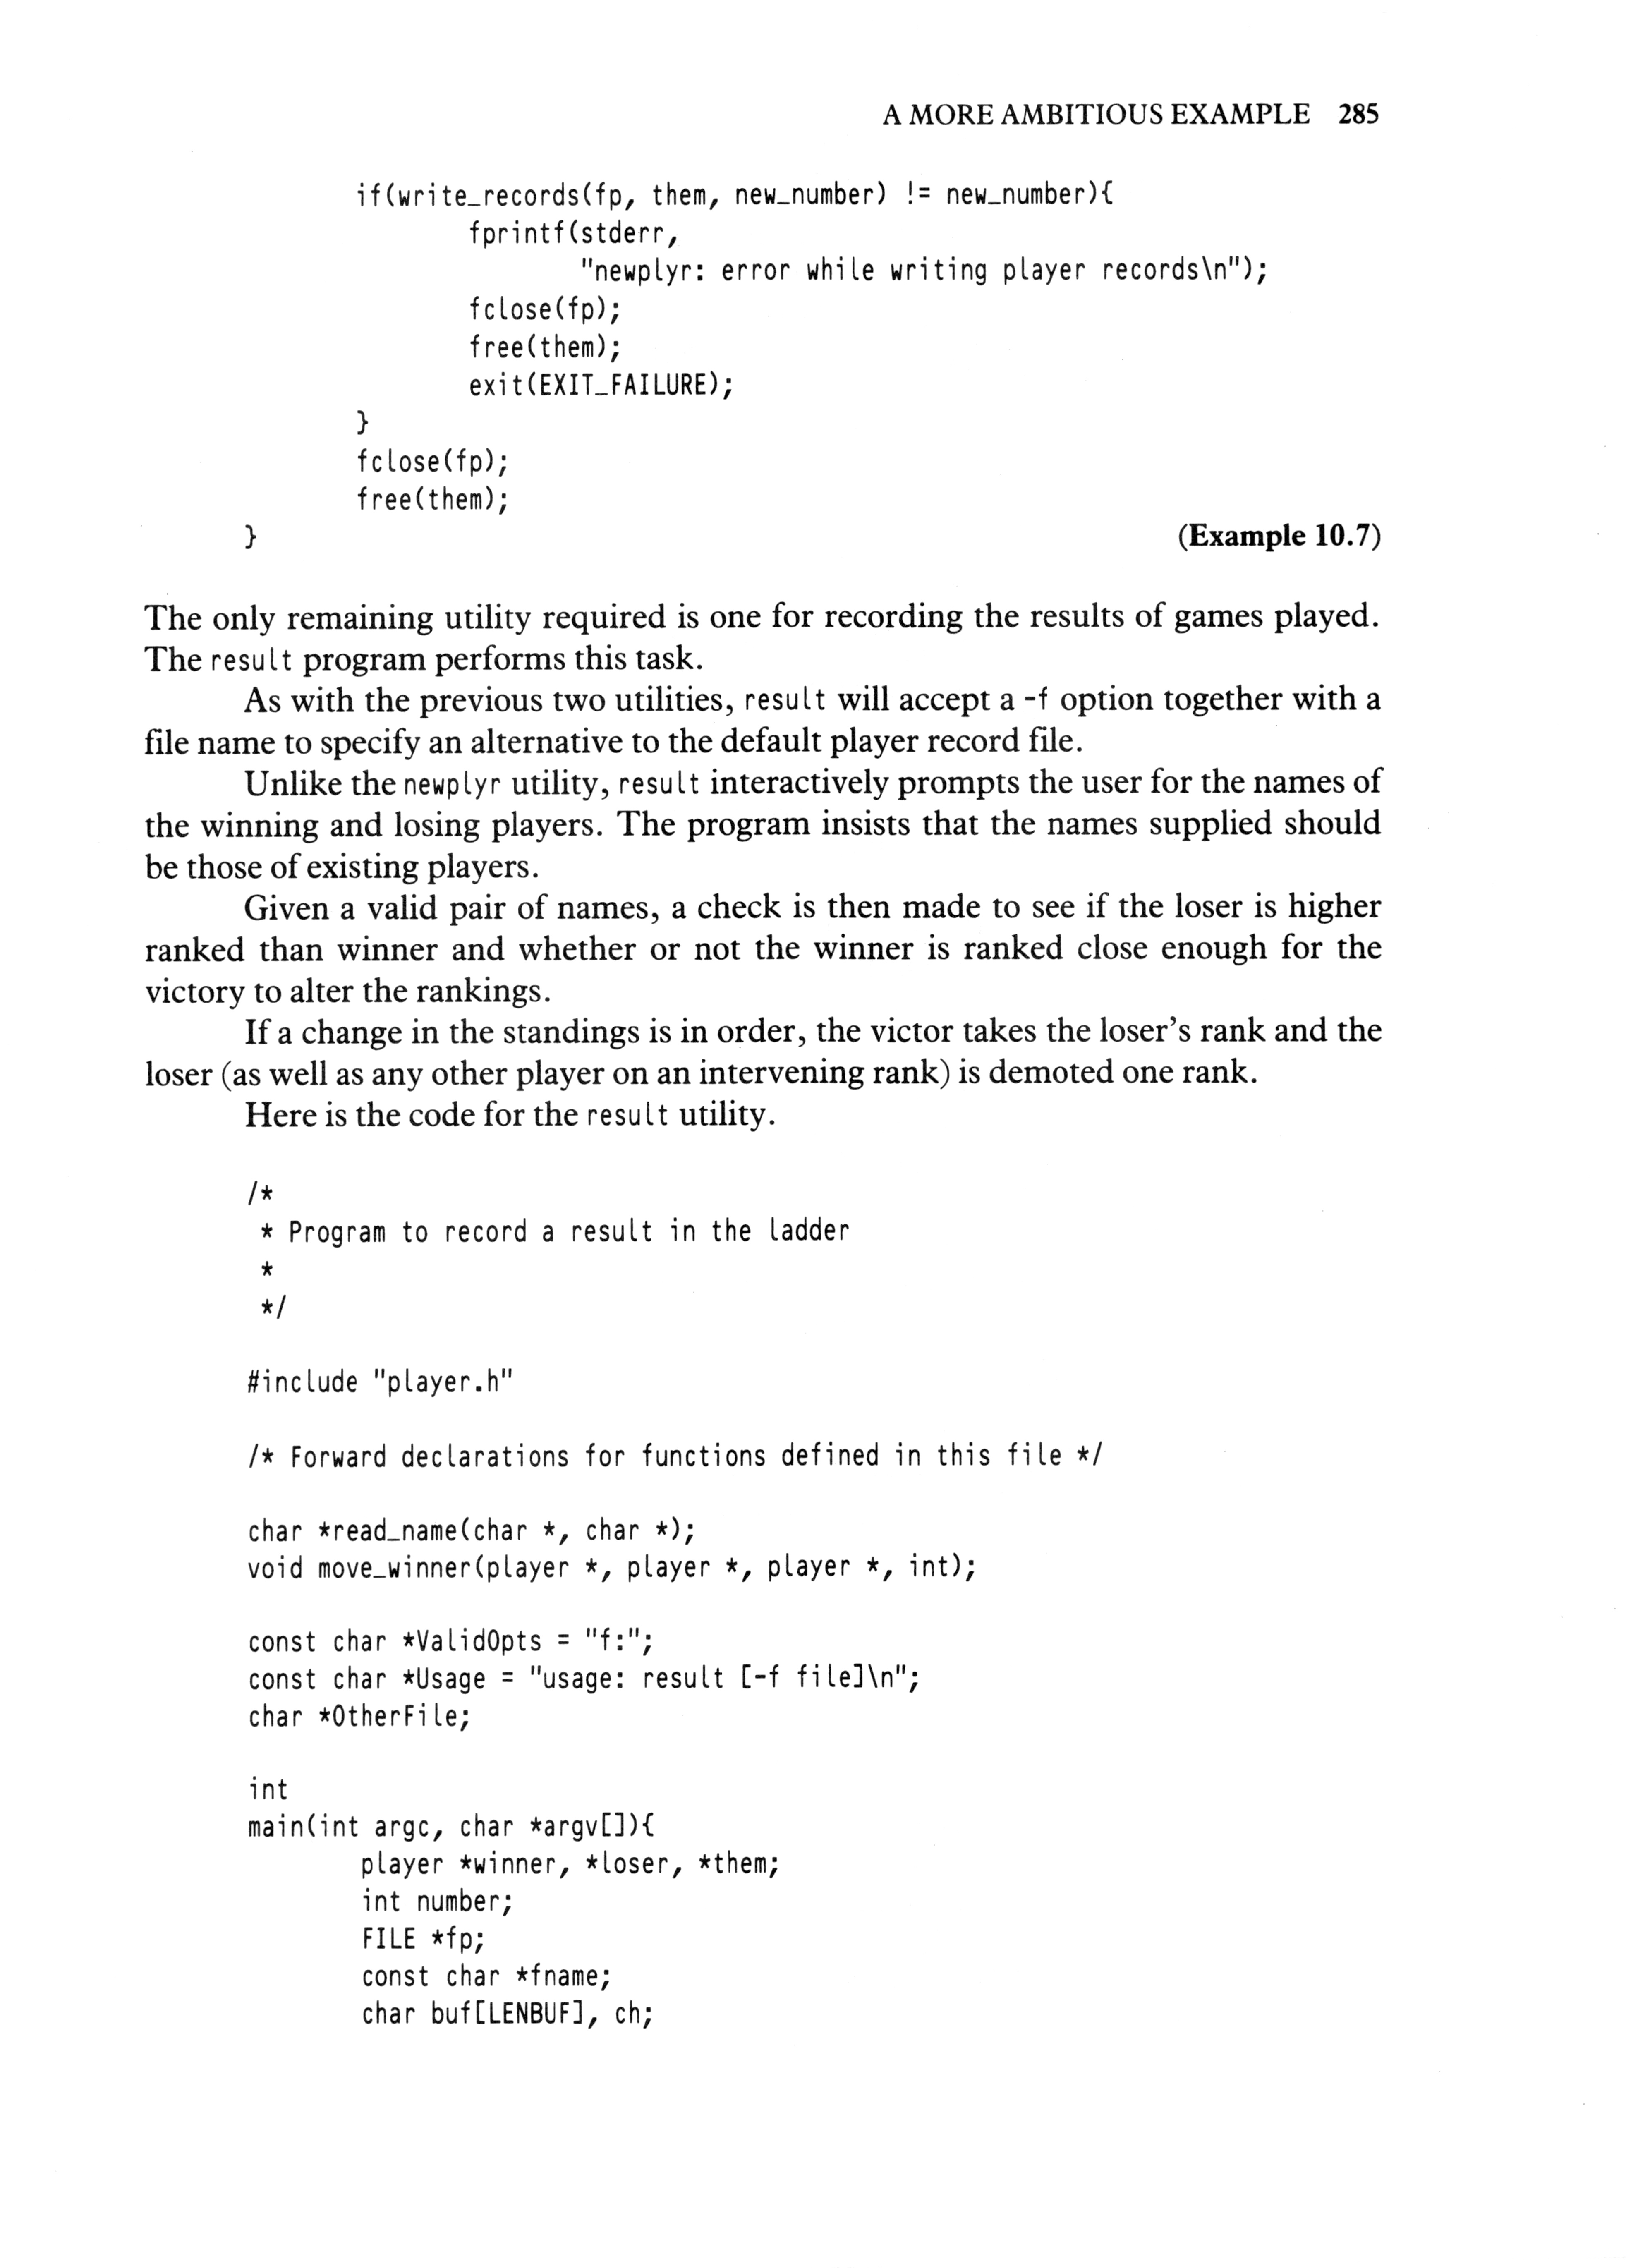 A MORE AMBITIOUS EXAMPLE 285
if(write_records(fp, them, new_number) != new_number){
fprintf(stderr,
"newplyr: error while writing player records\n");
fclose(fp);
free(them);
exit(EXIT_FAILURE);
}
fclose(fp);
free(them);
} (Example 10.7)
The only remaining utility required is one for recording the results of games played.
The result program performs this task.
As with the previous two utilities, result will accept a -f option together with a
file name to specify an alternative to the default player record file.
Unlike the newplyr utility, result interactively prompts the user for the names of
the winning and losing players. The program insists that the names supplied should
be those of existing players.
Given a valid pair of names, a check is then made to see if the loser is higher
ranked than winner and whether or not the winner is ranked close enough for the
victory to alter the rankings.
If a change in the standings is in order, the victor takes the loser's rank and the
loser (as well as any other player on an intervening rank) is demoted one rank.
Here is the code for the result utility.
/*
* Program to record a result in the ladder
*
*/
#include "player.h"
/* Forward declarations for functions defined in this file */
char *read_name(char *, char *);
void move_winner(player *, player *, player *, int);
const char *ValidOpts = "f:";
const char *Usage = "usage: result [-f file]\n";
char *OtherFile;
int
main(int argc, char *argv[]){
player *winner, *loser, *them;
int number;
FILE *fp;
const char *fname;
char buf[LENBUF], ch;